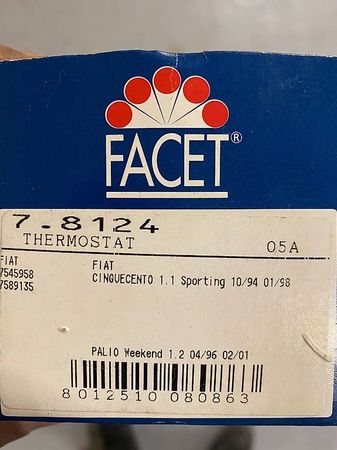 FACET®
7.8124
THERMOSTAT 05A
FIAT FIAT
7545958 CINQUECENTO 1.1 Sporting 10/94 01/98
7589135
PALIO Weekend 1.2 04/96 02/01
8012510 080863